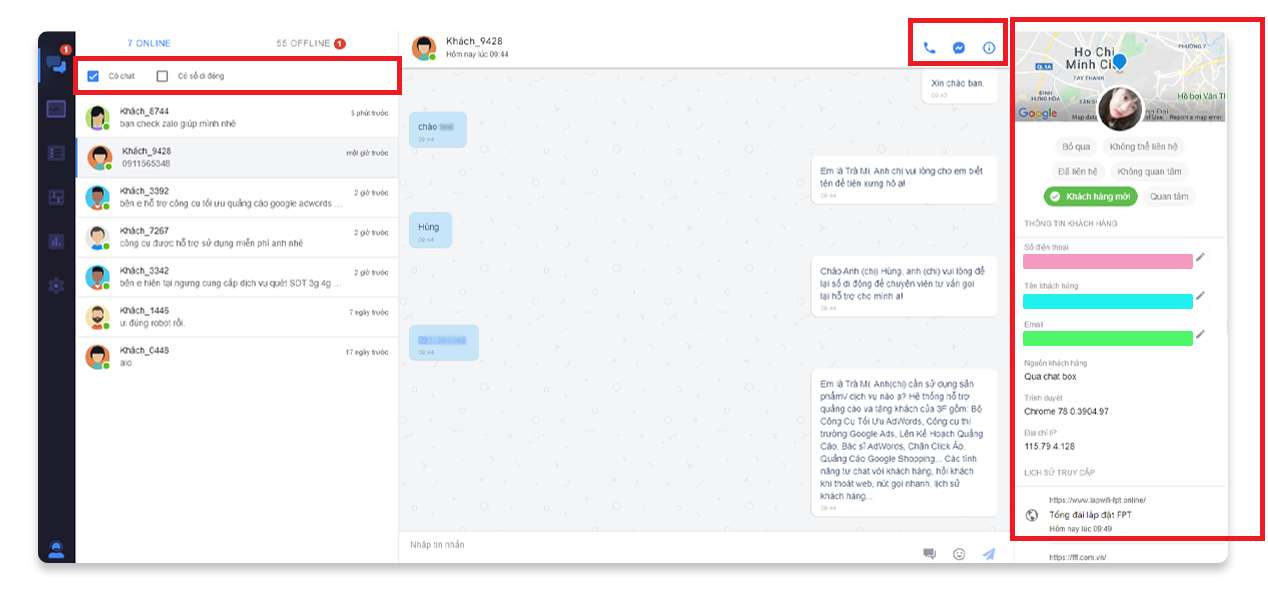 1
7 ONLINE
55 OFFLINE 1
Có chat
Có số di động
Khách_8744
5 phút trước
bạn check zalo giúp mình nhé
Khách_9428
một giờ trước
0911565348
Khách_3392
2 giờ trước
bên e hỗ trợ công cụ tối ưu quảng cáo google adwords ...
Khách_7267
2 giờ trước
công cụ được hỗ trợ sử dụng miễn phí anh nhé
Khách_3342
2 giờ trước
bên e hiện tại ngưng cung cấp dịch vụ quét SDT 3g 4g ...
Khách_1445
7 ngày trước
ui đúng robot rồi.
Khách_0448
17 ngày trước
alo
Khách_9428
Hôm nay lúc 09:44
Xin chào bạn.
09:43
chào
09:44
Em là Trà Mi. Anh chị vui lòng cho em biết
tên để tiện xưng hô ạ!
09:44
Hùng
09:44
Chào Anh (chị) Hùng, anh (chị) vui lòng để
lại số di động để chuyên viên tư vấn gọi
lại hỗ trợ cho mình ạ!
09:44
09:44
Em là Trà Mi. Anh(chị) cần sử dụng sản
phẩm/ dịch vụ nào ạ? Hệ thống hỗ trợ
quảng cáo và tăng khách của 3F gồm: Bộ
Công Cụ Tối Ưu AdWords, Công cụ thị
trường Google Ads, Lên Kế Hoạch Quảng
Cáo, Bác sĩ AdWords, Chặn Click Ảo,
Quảng Cáo Google Shopping... Các tính
năng tự chat với khách hàng, hỏi khách
khi thoát web, nút gọi nhanh, lịch sử
khách hàng...
09:44
Nhập tin nhắn
Ho Chi
Minh Ci
PHƯỜNG 7
QL1A
TAY THANH
BÌNH
HƯNG HÒA
TAN S
Hồ bơi Văn T
Google
Map data
of Use
Report a map error
Bỏ qua
Không thể liên hệ
Đã liên hệ
Không quan tâm
Khách hàng mới
Quan tâm
THÔNG TIN KHÁCH HÀNG
Số điện thoại
Tên khách hàng
Email
Nguồn khách hàng
Qua chat box
Trình duyệt
Chrome 78.0.3904.97
Địa chỉ IP
115.79.4.128
LỊCH SỬ TRUY CẬP
https://www.lapwifi-fpt.online/
Tổng đài lắp đặt FPT
Hôm nay lúc 09:49
https://fff.com.vn/